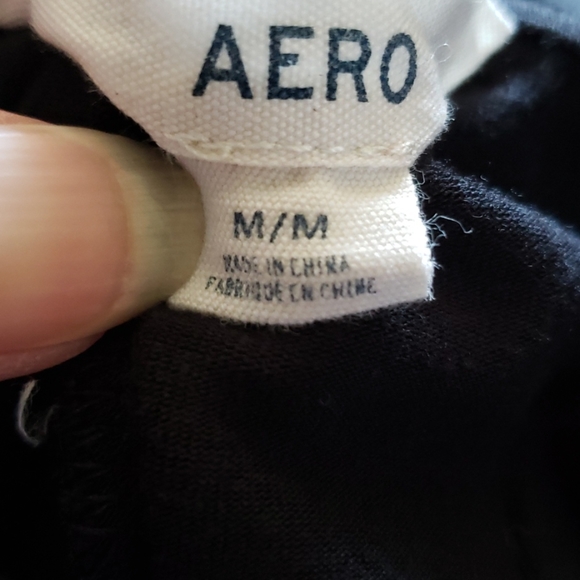 AERO
M/M
MADE IN CHINA
FABRIQUE EN CHINE